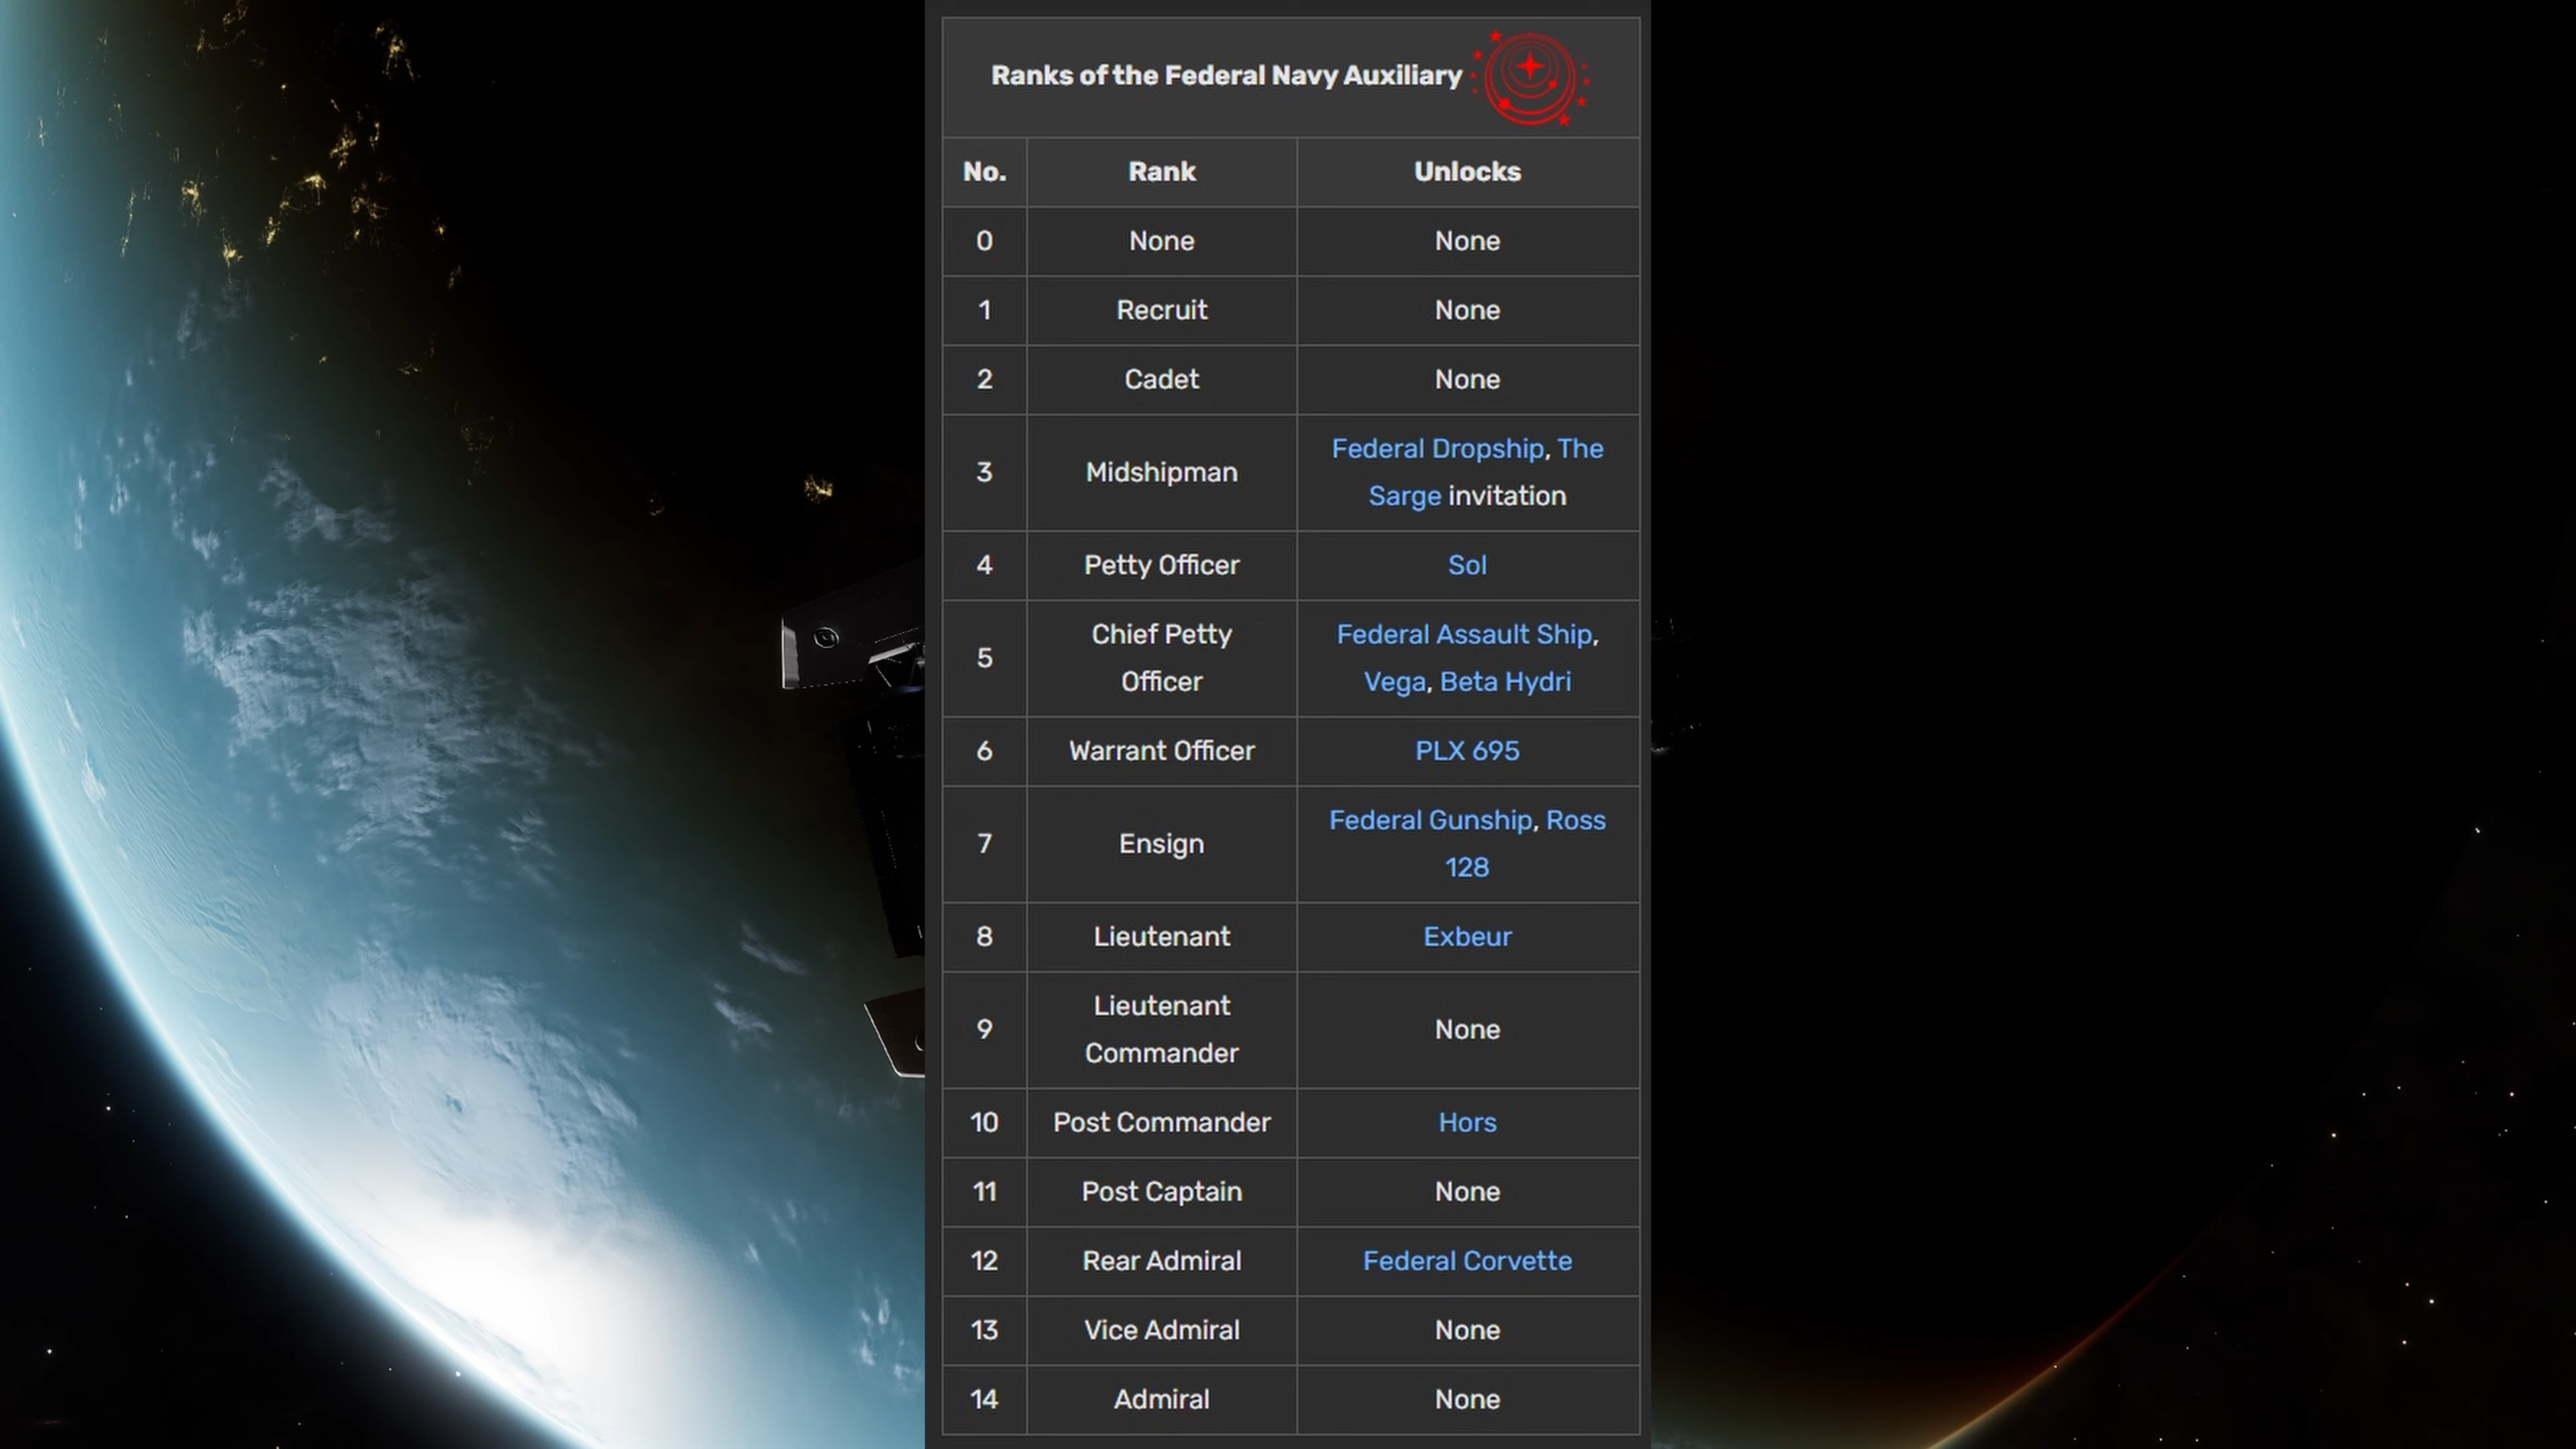 Ranks of the Federal Navy Auxiliary
No. Rank Unlocks
0 None None
1 Recruit None
2 Cadet None
3 Midshipman Federal Dropship, The
Sarge invitation
4 Petty Officer Sol
5 Chief Petty Officer Federal Assault Ship,
Vega, Beta Hydri
6 Warrant Officer PLX 695
7 Ensign Federal Gunship, Ross
128
8 Lieutenant Exbeur
9 Lieutenant Commander None
10 Post Commander Hors
11 Post Captain None
12 Rear Admiral Federal Corvette
13 Vice Admiral None
14 Admiral None